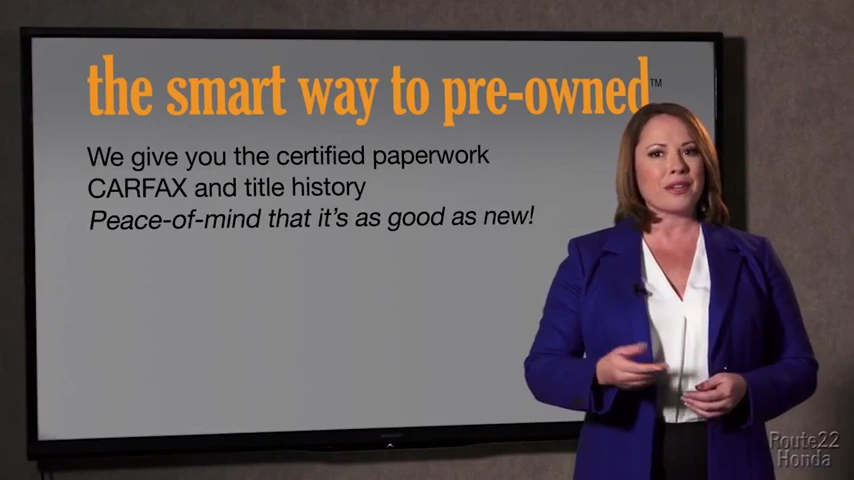 the smart way to pre-owned™
We give you the certified paperwork
CARFAX and title history
Peace-of-mind that it's as good as new!
Route22
Honda